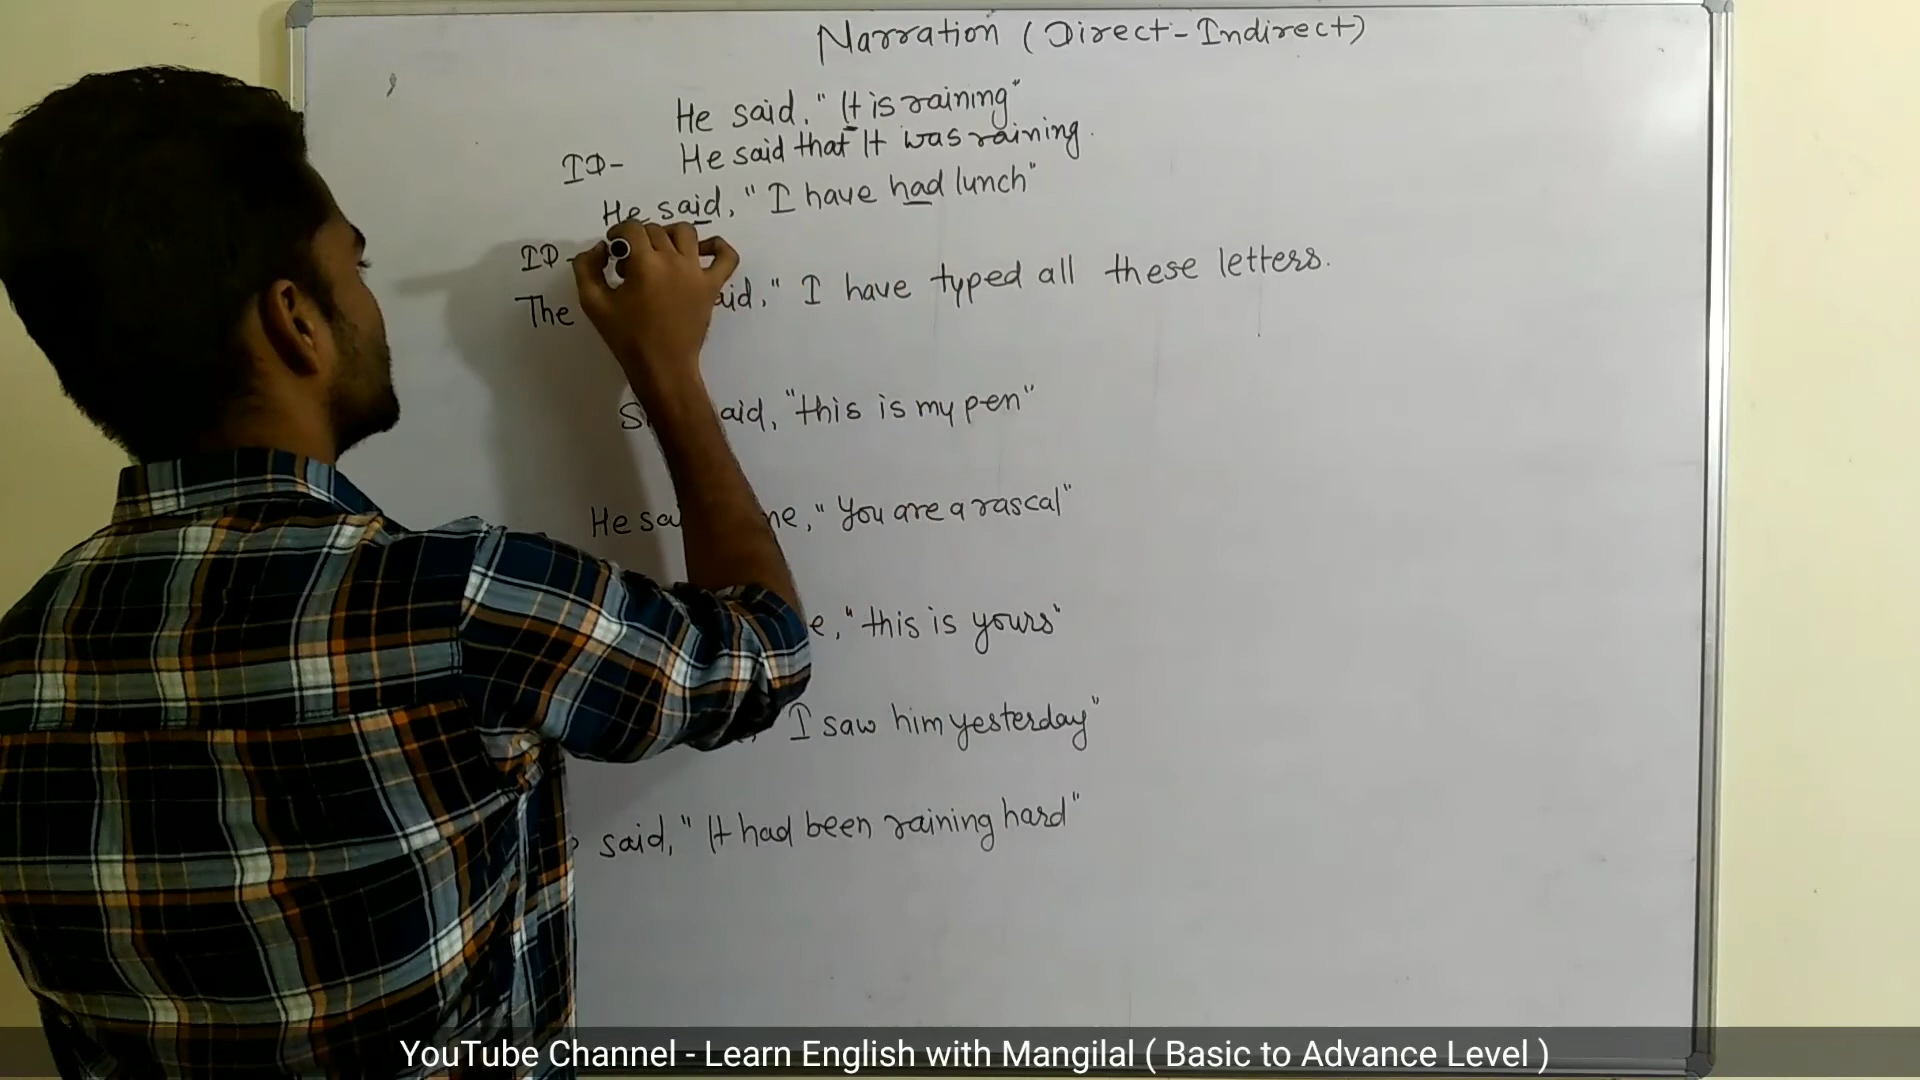 Narration (Direct-Indirect)
He said. "It is raining"
ID- He said that It was raining.
He said, "I have had lunch"
ID-
The aid," I have typed all these letters.
aid, "this is my pen"
He sa ne, "You are a rascal"
e, "this is yours"
I saw him yesterday"
said, "It had been raining hard"
YouTube Channel - Learn English with Mangilal ( Basic to Advance Level )